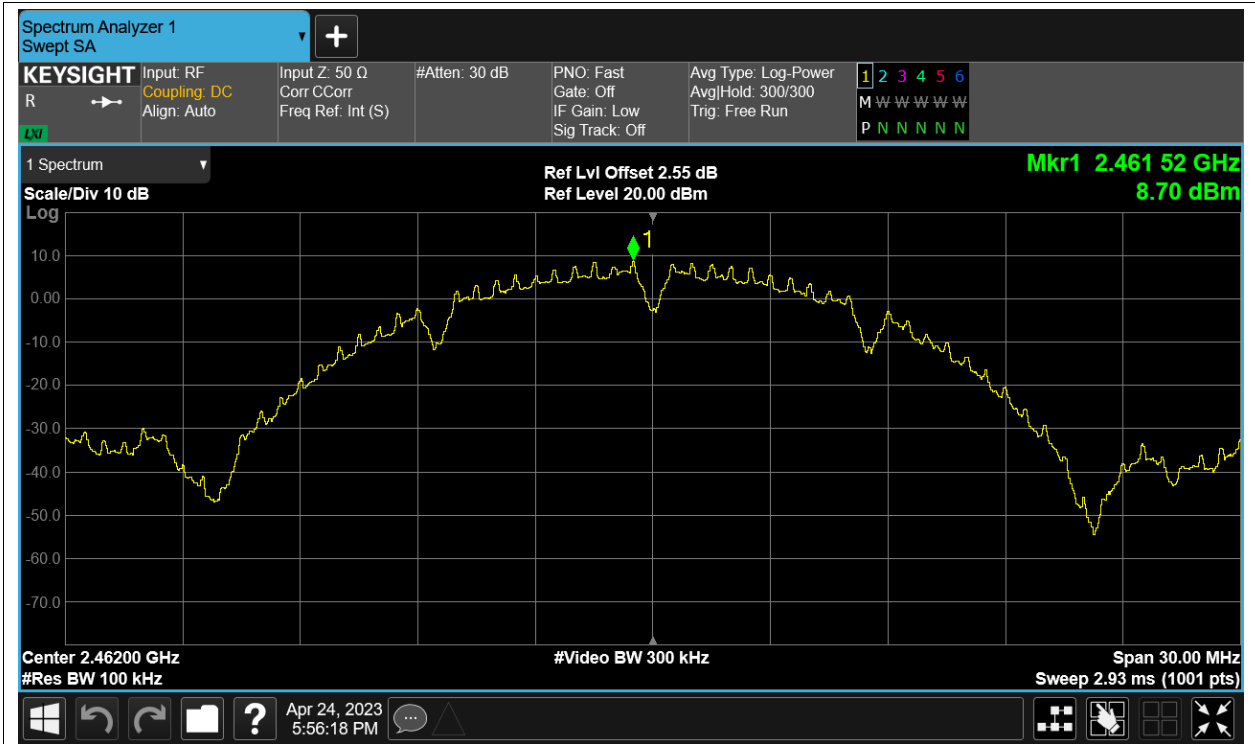 Spectrum Analyzer 1
Swept SA
KEYSIGHT
R
LXI
Input: RF
Coupling: DC
Align: Auto
Input Z: 50 Ω
Corr CCorr
Freq Ref: Int (S)
#Atten: 30 dB
PNO: Fast
Gate: Off
IF Gain: Low
Sig Track: Off
Avg Type: Log-Power
Avg|Hold: 300/300
Trig: Free Run
1 2 3 4 5 6
M W W W W W W
P N N N N N N
1 Spectrum
Scale/Div 10 dB
Log
Ref Lvl Offset 2.55 dB
Ref Level 20.00 dBm
Mkr1 2.461 52 GHz
8.70 dBm
1
10.0
0.00
-10.0
-20.0
-30.0
-40.0
-50.0
-60.0
-70.0
Center 2.46200 GHz
#Video BW 300 kHz
Span 30.00 MHz
#Res BW 100 kHz
Sweep 2.93 ms (1001 pts)
?
Apr 24, 2023
5:56:18 PM